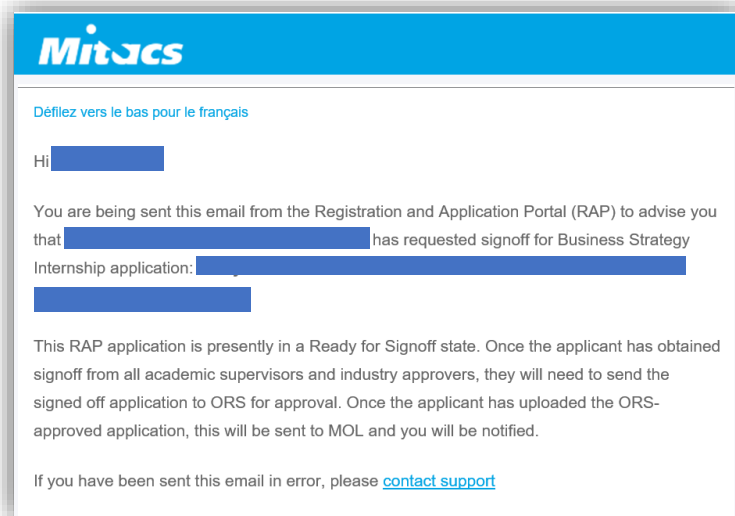 Mitacs
Défilez vers le bas pour le français
Hi
You are being sent this email from the Registration and Application Portal (RAP) to advise you
that has requested signoff for Business Strategy
Internship application:
This RAP application is presently in a Ready for Signoff state. Once the applicant has obtained
signoff from all academic supervisors and industry approvers, they will need to send the
signed off application to ORS for approval. Once the applicant has uploaded the ORS-
approved application, this will be sent to MOL and you will be notified.
If you have been sent this email in error, please contact support